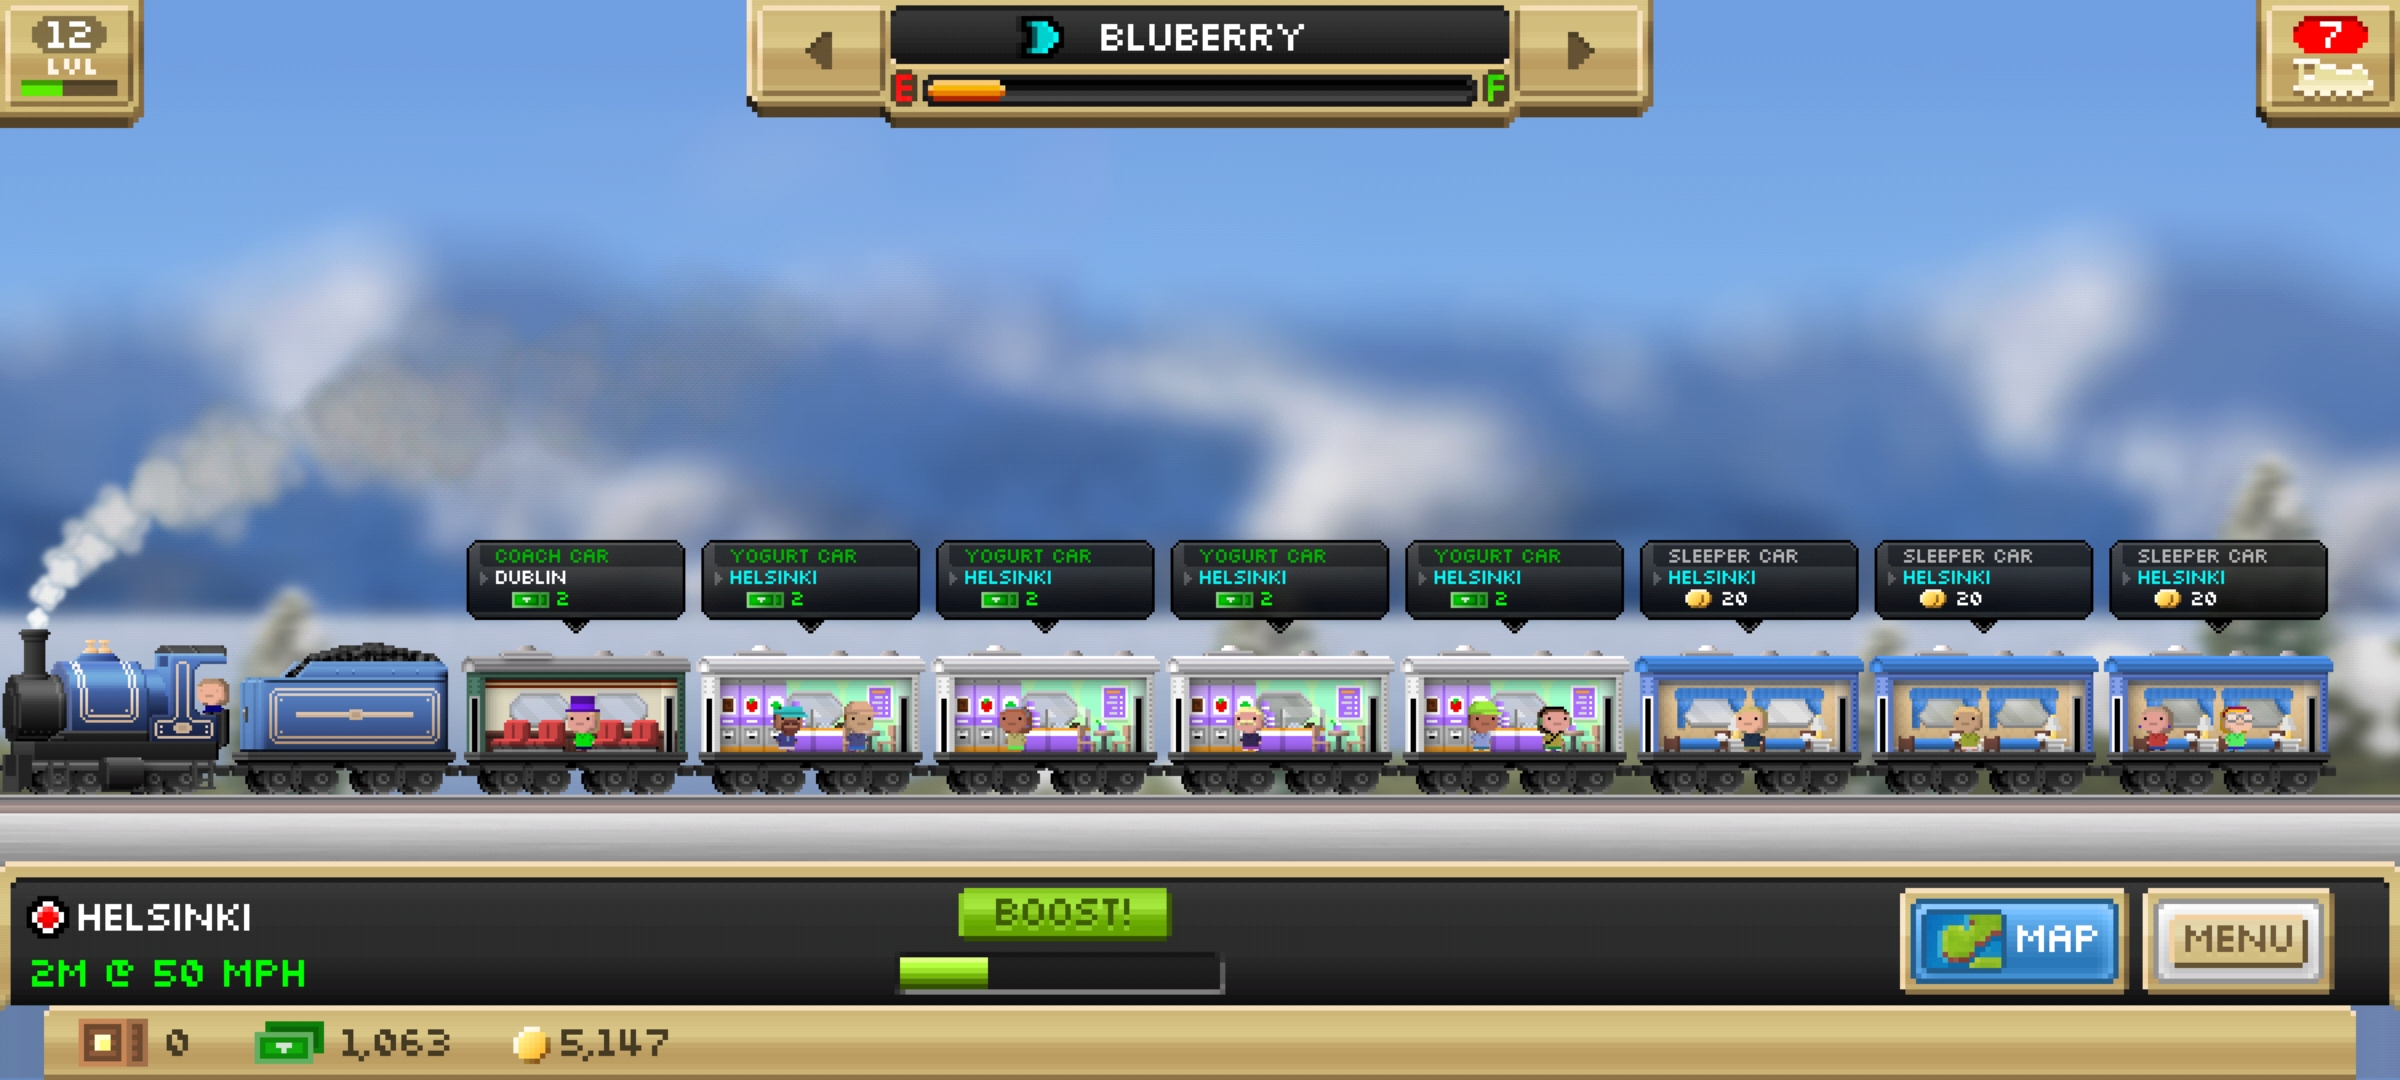 12
LVL
BLUBERRY
E F
7
COACH CAR
DUBLIN
2
YOGURT CAR
HELSINKI
2
YOGURT CAR
HELSINKI
2
YOGURT CAR
HELSINKI
2
YOGURT CAR
HELSINKI
2
SLEEPER CAR
HELSINKI
20
SLEEPER CAR
HELSINKI
20
SLEEPER CAR
HELSINKI
20
HELSINKI
2M @ 50 MPH
BOOST!
MAP
MENU
0 1,063 5,147